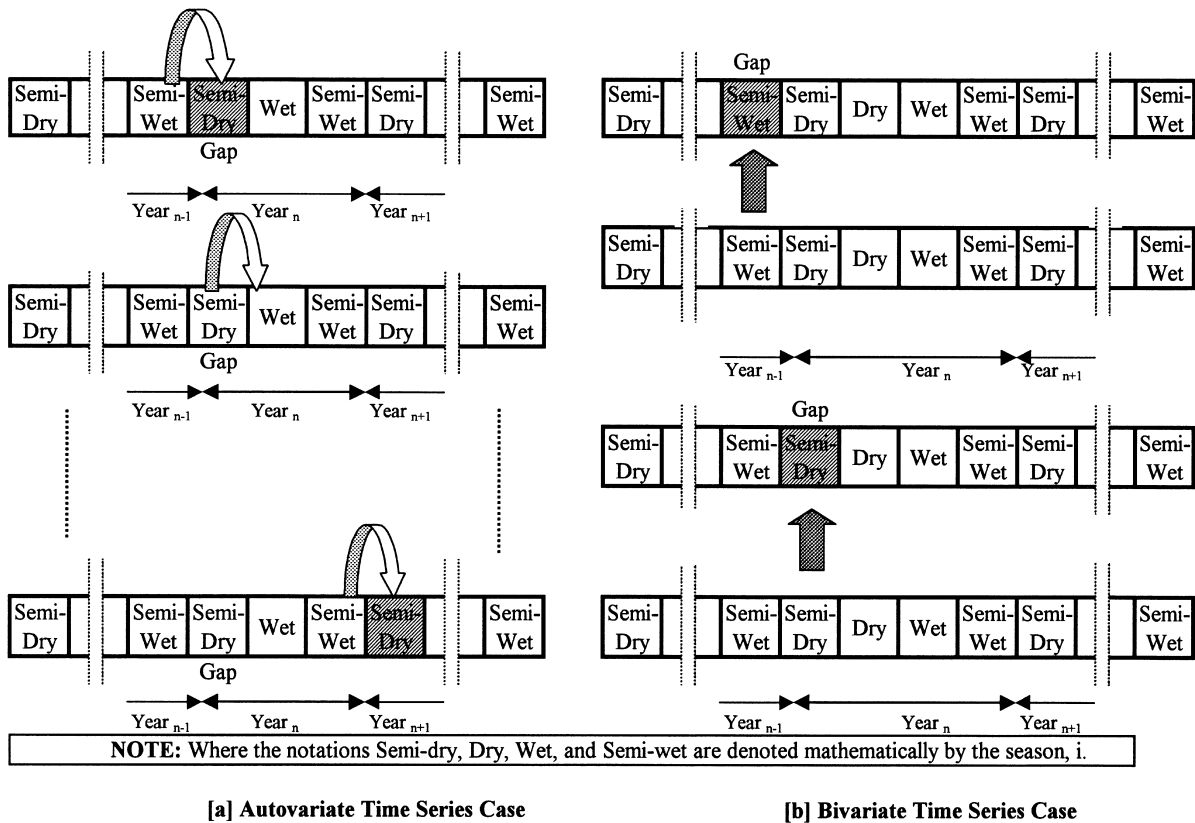 Semi-Dry Semi-Wet Semi-Dry Wet Semi-Wet Semi-Dry Semi-Wet
Gap
Year n-1 Year n Year n+1
Semi-Dry Semi-Wet Semi-Dry Wet Semi-Wet Semi-Dry Semi-Wet
Gap
Year n-1 Year n Year n+1
Semi-Dry Semi-Wet Semi-Dry Wet Semi-Wet Semi-Dry Semi-Wet
Gap
Year n-1 Year n Year n+1
Gap
Semi-Dry Semi-Wet Semi-Dry Dry Wet Semi-Wet Semi-Dry Semi-Wet
Semi-Dry Semi-Wet Semi-Dry Dry Wet Semi-Wet Semi-Dry Semi-Wet
Year n-1 Year n Year n+1
Gap
Semi-Dry Semi-Wet Semi-Dry Dry Wet Semi-Wet Semi-Dry Semi-Wet
Semi-Dry Semi-Wet Semi-Dry Dry Wet Semi-Wet Semi-Dry Semi-Wet
Year n-1 Year n Year n+1
NOTE: Where the notations Semi-dry, Dry, Wet, and Semi-wet are denoted mathematically by the season, i.
[a] Autovariate Time Series Case
[b] Bivariate Time Series Case